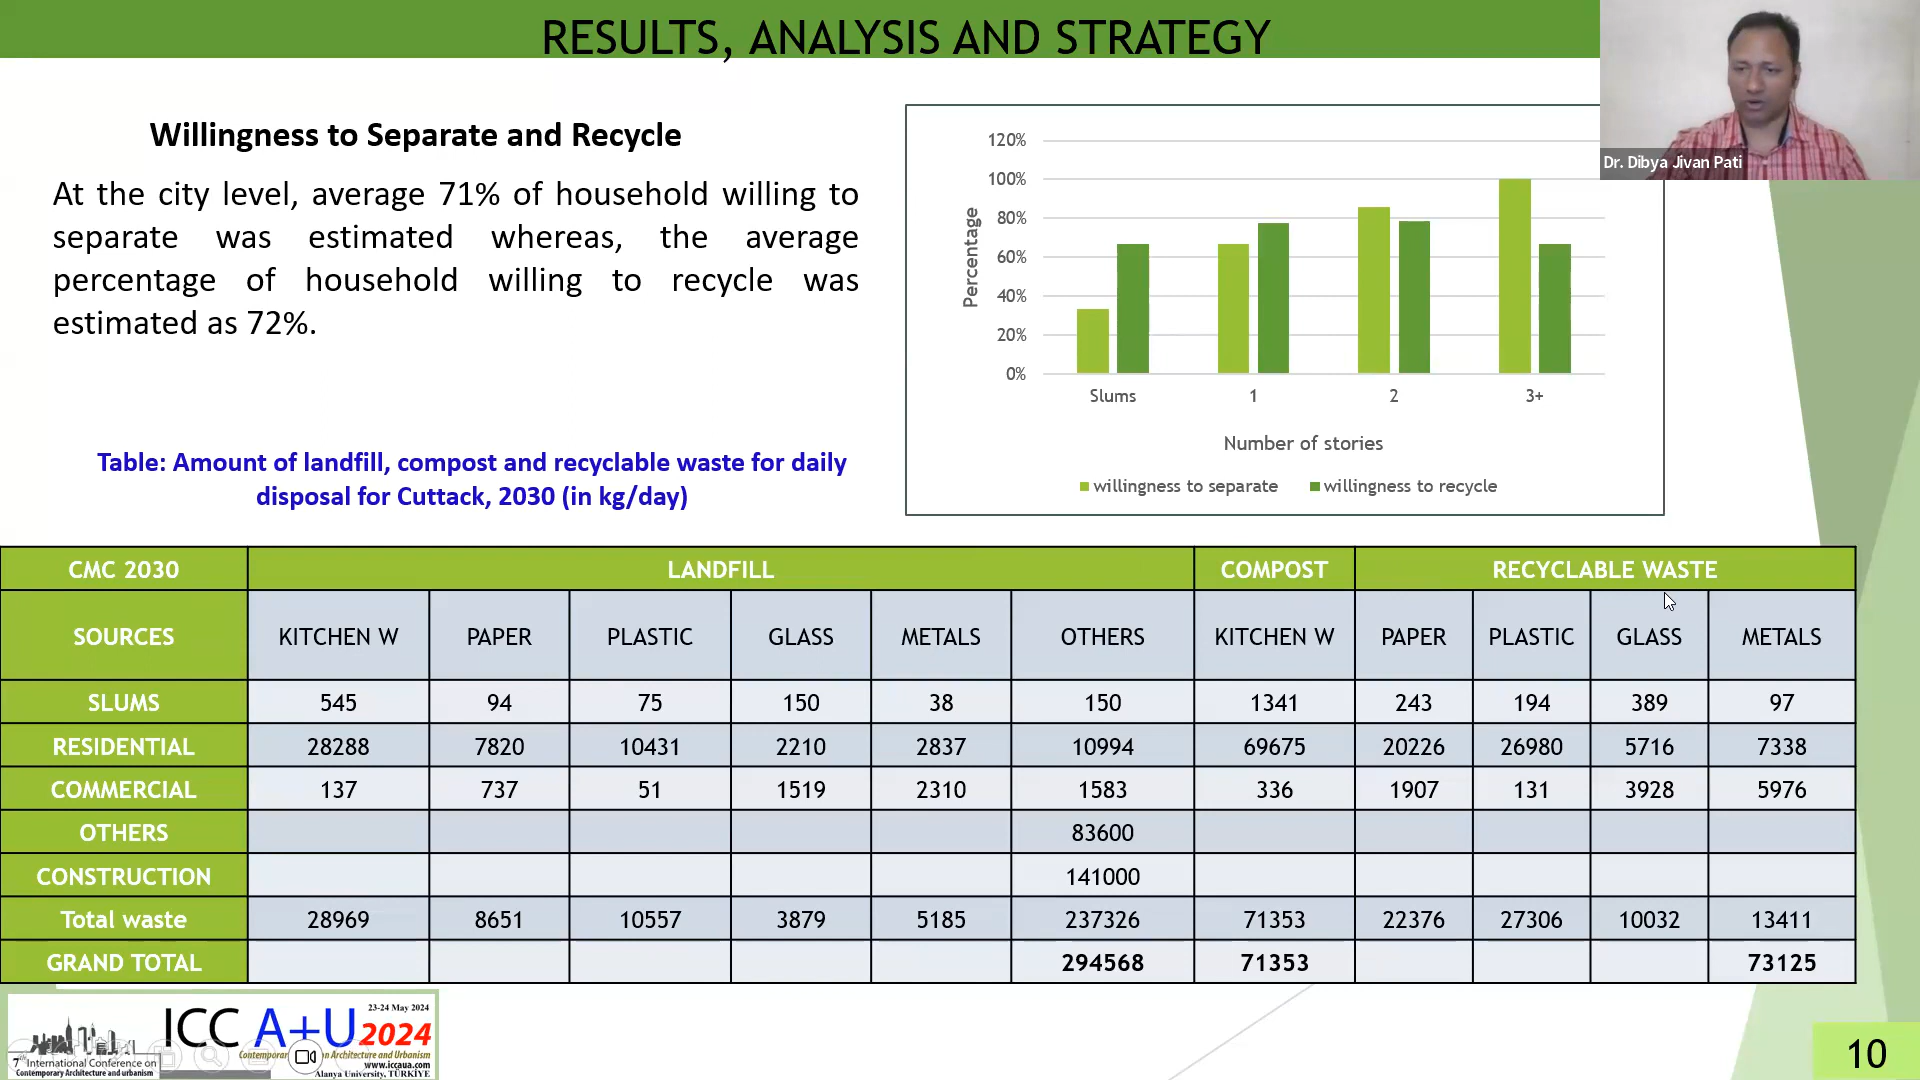 RESULTS, ANALYSIS AND STRATEGY
Dr. Dibya Jivan Pati
Willingness to Separate and Recycle
At the city level, average 71% of household willing to
separate was estimated whereas, the average
percentage of household willing to recycle was
estimated as 72%.
120%
100%
80%
60%
40%
20%
0%
Percentage
Slums 1 2 3+
Number of stories
willingness to separate willingness to recycle
Table: Amount of landfill, compost and recyclable waste for daily
disposal for Cuttack, 2030 (in kg/day)
CMC 2030 LANDFILL COMPOST RECYCLABLE WASTE
SOURCES KITCHEN W PAPER PLASTIC GLASS METALS OTHERS KITCHEN W PAPER PLASTIC GLASS METALS
SLUMS 545 94 75 150 38 150 1341 243 194 389 97
RESIDENTIAL 28288 7820 10431 2210 2837 10994 69675 20226 26980 5716 7338
COMMERCIAL 137 737 51 1519 2310 1583 336 1907 131 3928 5976
OTHERS 83600
CONSTRUCTION 141000
Total waste 28969 8651 10557 3879 5185 237326 71353 22376 27306 10032 13411
GRAND TOTAL 294568 71353 73125
23-24 May 2024
ICC A+U 2024
Contemporary n Architecture and Urbanism
7th International Conference on
Contemporary Architecture and urbanism
www.iccaua.com
Alanya University, TÜRKİYE
10